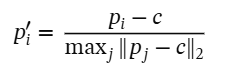 p′ᵢ = (pᵢ − c) / (maxⱼ ‖pⱼ − c‖₂)